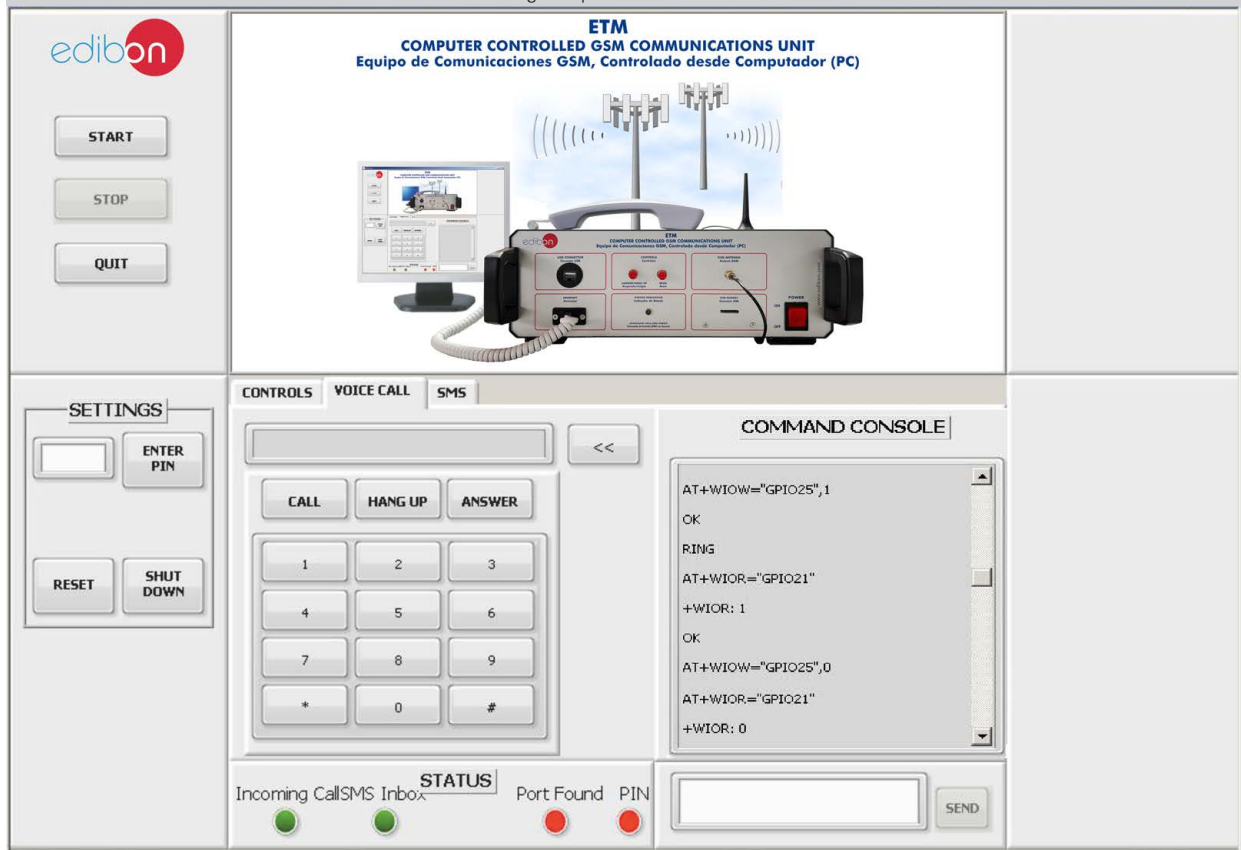 edibon
START
STOP
QUIT
ETM
COMPUTER CONTROLLED GSM COMMUNICATIONS UNIT
Equipo de Comunicaciones GSM, Controlado desde Computador (PC)
edibon
ETM
COMPUTER CONTROLLED GSM COMMUNICATIONS UNIT
Equipo de Comunicaciones GSM, Controlado desde Computador (PC)
POWER
ON
OFF
SETTINGS
ENTER
PIN
RESET
SHUT
DOWN
CONTROLS VOICE CALL SMS
<<
CALL HANG UP ANSWER
1 2 3
4 5 6
7 8 9
* 0 #
COMMAND CONSOLE
AT+WIOW="GPIO25",1
OK
RING
AT+WIOR="GPIO21"
+WIOR: 1
OK
AT+WIOW="GPIO25",0
AT+WIOR="GPIO21"
+WIOR: 0
STATUS
Incoming Call SMS Inbox Port Found PIN
SEND